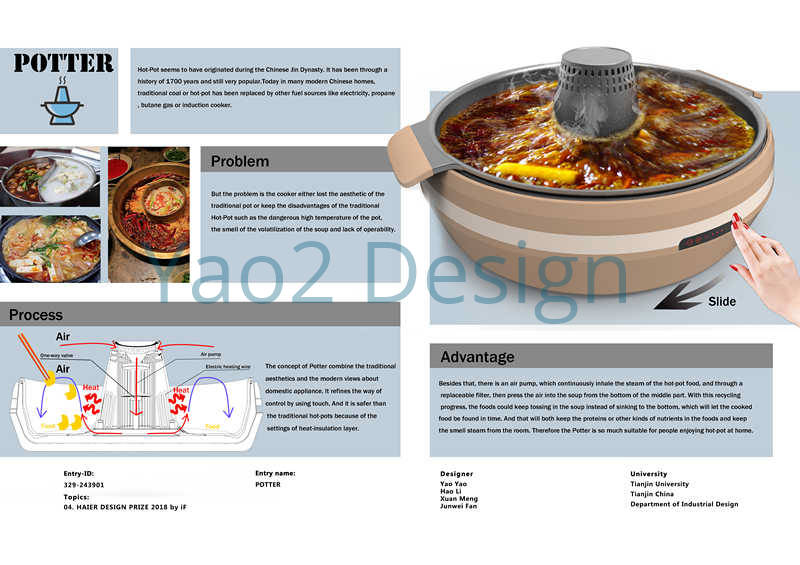 POTTER
Hot-Pot seems to have originated during the Chinese Jin Dynasty. It has been through a
history of 1700 years and still very popular.Today in many modern Chinese homes,
traditional coal or hot-pot has been replaced by other fuel sources like electricity, propane
, butane gas or induction cooker.
Problem
But the problem is the cooker either lost the aesthetic of the
traditional pot or keep the disadvantages of the traditional
Hot-Pot such as the dangerous high temperature of the pot,
the smell of the volatilization of the soup and lack of operability.
Yao2 Design
Slide
Process
Air
One-way valve
Air pump
Air
Electric heating wire
Heat
Heat
Food
Food
The concept of Potter combine the traditional
aesthetics and the modern views about
domestic appliance. It refines the way of
control by using touch. And it is safer than
the traditional hot-pots because of the
settings of heat-insulation layer.
Advantage
Besides that, there is an air pump, which continuously inhale the steam of the hot-pot food, and through a
replaceable filter, then press the air into the soup from the bottom of the middle part. With this recycling
progress, the foods could keep tossing in the soup instead of sinking to the bottom, which will let the cooked
food be found in time. And that will both keep the proteins or other kinds of nutrients in the foods and keep
the smell steam from the room. Therefore the Potter is so much suitable for people enjoying hot-pot at home.
Entry-ID:
329-243901
Topics:
04. HAIER DESIGN PRIZE 2018 by iF
Entry name:
POTTER
Designer
Yao Yao
Hao Li
Xuan Meng
Junwei Fan
University
Tianjin University
Tianjin China
Department of Industrial Design